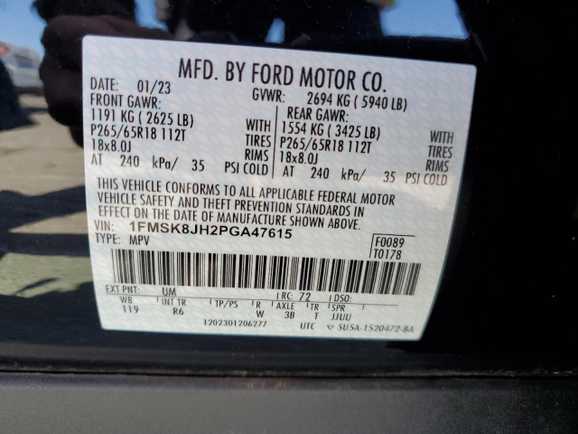 MFD. BY FORD MOTOR CO.
DATE: 01/23 GVWR: 2694 KG ( 5940 LB)
FRONT GAWR: REAR GAWR:
1191 KG ( 2625 LB) WITH 1554 KG ( 3425 LB) WITH
P265/65R18 112T TIRES P265/65R18 112T TIRES
18x8.0J RIMS 18x8.0J RIMS
AT 240 kPa/ 35 PSI COLD AT 240 kPa/ 35 PSI COLD
THIS VEHICLE CONFORMS TO ALL APPLICABLE FEDERAL MOTOR
VEHICLE SAFETY AND THEFT PREVENTION STANDARDS IN
EFFECT ON THE DATE OF MANUFACTURE SHOWN ABOVE.
VIN: 1FMSK8JH2PGA47615 F0089
TYPE: MPV T0178
EXT PNT: UM RC: 72 DSO:
WB INT TR TP/PS R AXLE TR SPR
119 R6 W 3B T JJUU
1202301206277 UTC SU5A-1520472-BA